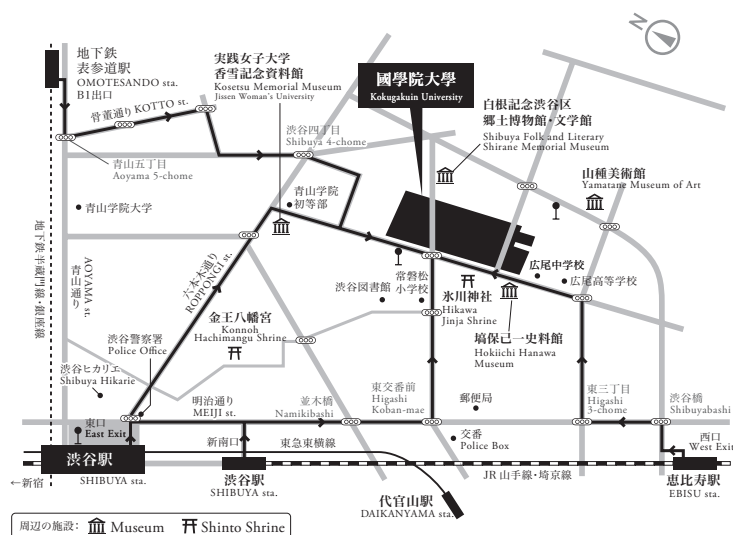 N
地下鉄
表参道駅
OMOTESANDO sta.
B1出口
骨董通り KOTTO st.
実践女子大学
香雪記念資料館
Kosetsu Memorial Museum
Jissen Woman's University
國學院大學
Kokugakuin University
白根記念渋谷区
郷土博物館・文学館
Shibuya Folk and Literary
Shirane Memorial Museum
渋谷四丁目
Shibuya 4-chome
青山五丁目
Aoyama 5-chome
山種美術館
Yamatane Museum of Art
青山学院大学
青山学院
初等部
地下鉄半蔵門線・銀座線
青山通り
AOYAMA st.
六本木通り
ROPPONGI st.
広尾中学校
広尾高等学校
渋谷図書館
常磐松
小学校
氷川神社
Hikawa
Jinja Shrine
塙保己一史料館
Hokiichi Hanawa
Museum
金王八幡宮
Konnoh
Hachimangu Shrine
渋谷警察署
Police Office
渋谷ヒカリエ
Shibuya Hikarie
明治通り
MEIJI st.
並木橋
Namikibashi
東交番前
Higashi
Koban-mae
郵便局
東三丁目
Higashi
3-chome
渋谷橋
Shibuyabashi
東口
East Exit
新南口
東急東横線
交番
Police Box
西口
West Exit
渋谷駅
SHIBUYA sta.
←新宿
渋谷駅
SHIBUYA sta.
JR 山手線・埼京線
恵比寿駅
EBISU sta.
代官山駅
DAIKANYAMA sta.
周辺の施設： Museum Shinto Shrine